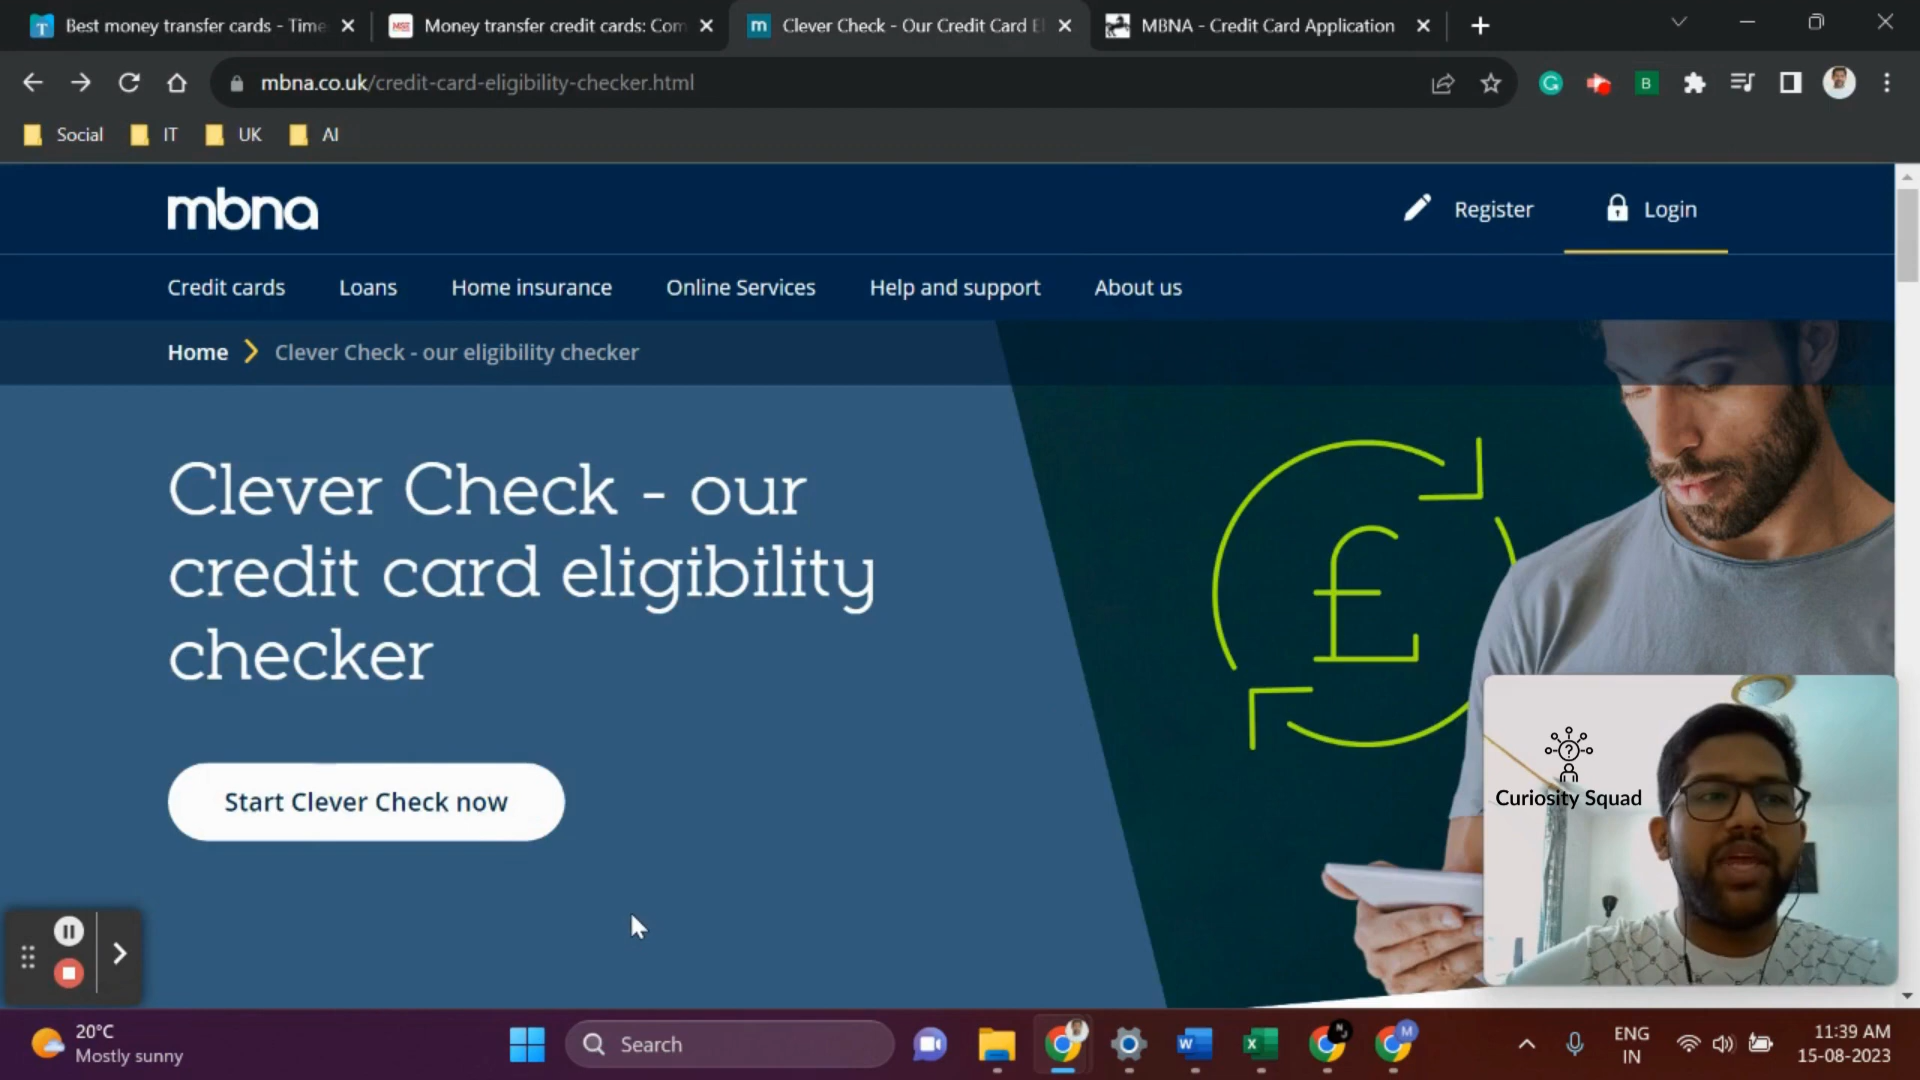 Best money transfer cards - Time
Money transfer credit cards: Com
Clever Check - Our Credit Card El
MBNA - Credit Card Application
mbna.co.uk/credit-card-eligibility-checker.html
Social
IT
UK
AI
mbna
Register
Login
Credit cards
Loans
Home insurance
Online Services
Help and support
About us
Home
Clever Check - our eligibility checker
Clever Check - our
credit card eligibility
checker
£
Start Clever Check now
Curiosity Squad
20°C
Mostly sunny
Search
ENG
IN
11:39 AM
15-08-2023